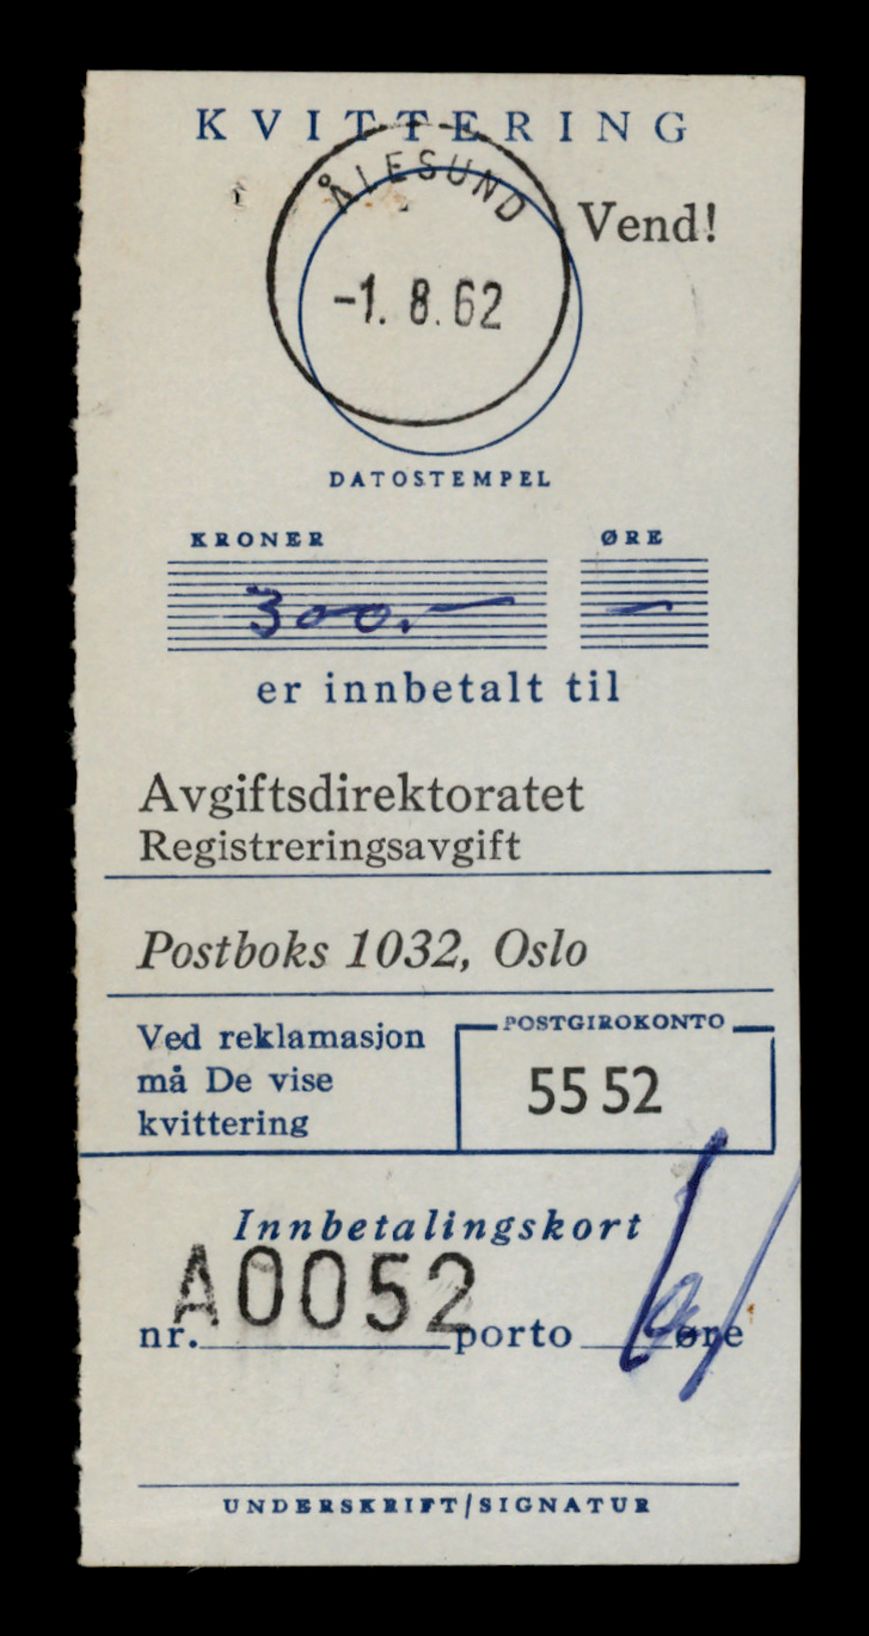 KVITTERING
ÅLESUND
Vend!
-1. 8. 62
DATOSTEMPEL
KRONER ØRE
300.— —
er innbetalt til
Avgiftsdirektoratet
Registreringsavgift
Postboks 1032, Oslo
Ved reklamasjon
må De vise
kvittering
POSTGIROKONTO
55 52
Innbetalingskort
nr. A0052 porto øre
UNDERSKRIFT/SIGNATUR